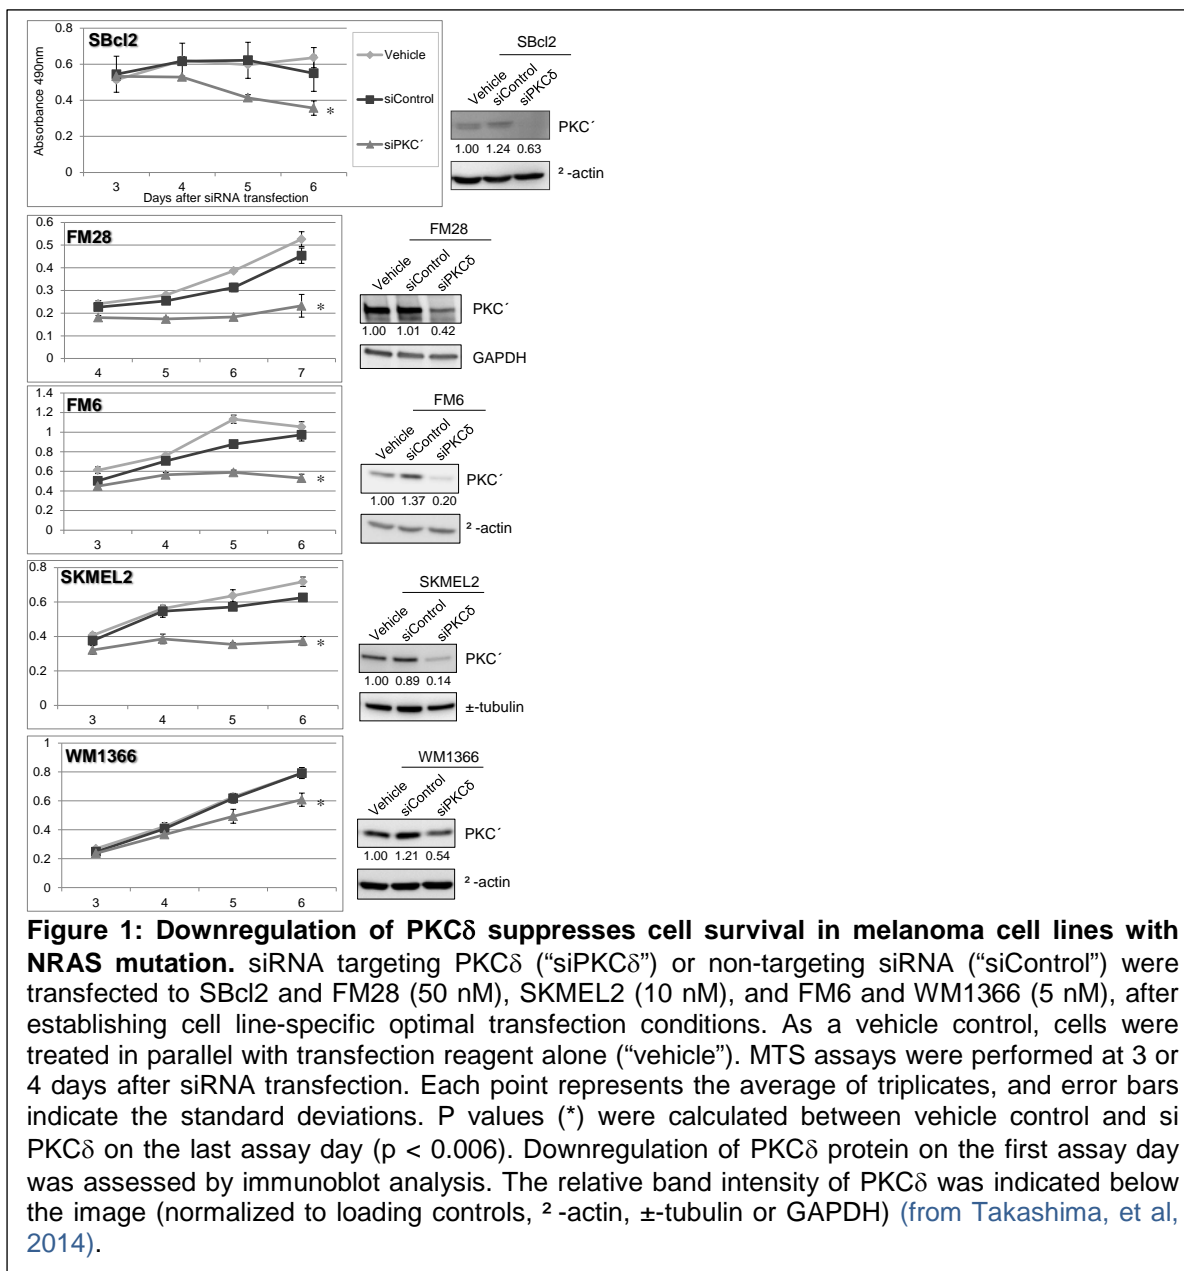 SBcl2
0.8
0.6
0.4
0.2
0
Absorbance 490nm
3 4 5 6
Days after siRNA transfection
*
Vehicle
siControl
siPKC´
SBcl2
Vehicle siControl siPKCδ
PKC´
1.00 1.24 0.63
² -actin
FM28
0.6
0.5
0.4
0.3
0.2
0.1
0
4 5 6 7
*
FM28
Vehicle siControl siPKCδ
PKC´
1.00 1.01 0.42
GAPDH
FM6
1.4
1.2
1
0.8
0.6
0.4
0.2
0
3 4 5 6
*
FM6
Vehicle siControl siPKCδ
PKC´
1.00 1.37 0.20
² -actin
SKMEL2
0.8
0.6
0.4
0.2
0
3 4 5 6
*
SKMEL2
Vehicle siControl siPKCδ
PKC´
1.00 0.89 0.14
±-tubulin
WM1366
1
0.8
0.6
0.4
0.2
0
3 4 5 6
*
WM1366
Vehicle siControl siPKCδ
PKC´
1.00 1.21 0.54
² -actin
Figure 1: Downregulation of PKCδ suppresses cell survival in melanoma cell lines with
NRAS mutation. siRNA targeting PKCδ (“siPKCδ”) or non-targeting siRNA (“siControl”) were
transfected to SBcl2 and FM28 (50 nM), SKMEL2 (10 nM), and FM6 and WM1366 (5 nM), after
establishing cell line-specific optimal transfection conditions. As a vehicle control, cells were
treated in parallel with transfection reagent alone (“vehicle”). MTS assays were performed at 3 or
4 days after siRNA transfection. Each point represents the average of triplicates, and error bars
indicate the standard deviations. P values (*) were calculated between vehicle control and si
PKCδ on the last assay day (p < 0.006). Downregulation of PKCδ protein on the first assay day
was assessed by immunoblot analysis. The relative band intensity of PKCδ was indicated below
the image (normalized to loading controls, ² -actin, ±-tubulin or GAPDH) (from Takashima, et al,
2014).